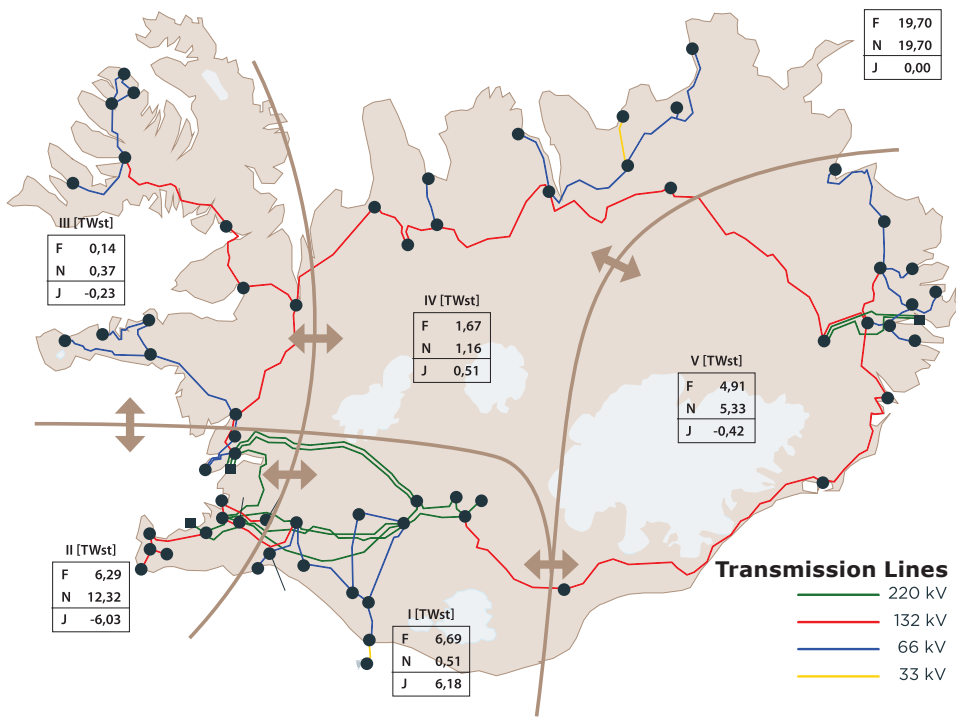 F 19,70
N 19,70
J 0,00
III [TWst]
F 0,14
N 0,37
J -0,23
IV [TWst]
F 1,67
N 1,16
J 0,51
V [TWst]
F 4,91
N 5,33
J -0,42
II [TWst]
F 6,29
N 12,32
J -6,03
I [TWst]
F 6,69
N 0,51
J 6,18
Transmission Lines
220 kV
132 kV
66 kV
33 kV